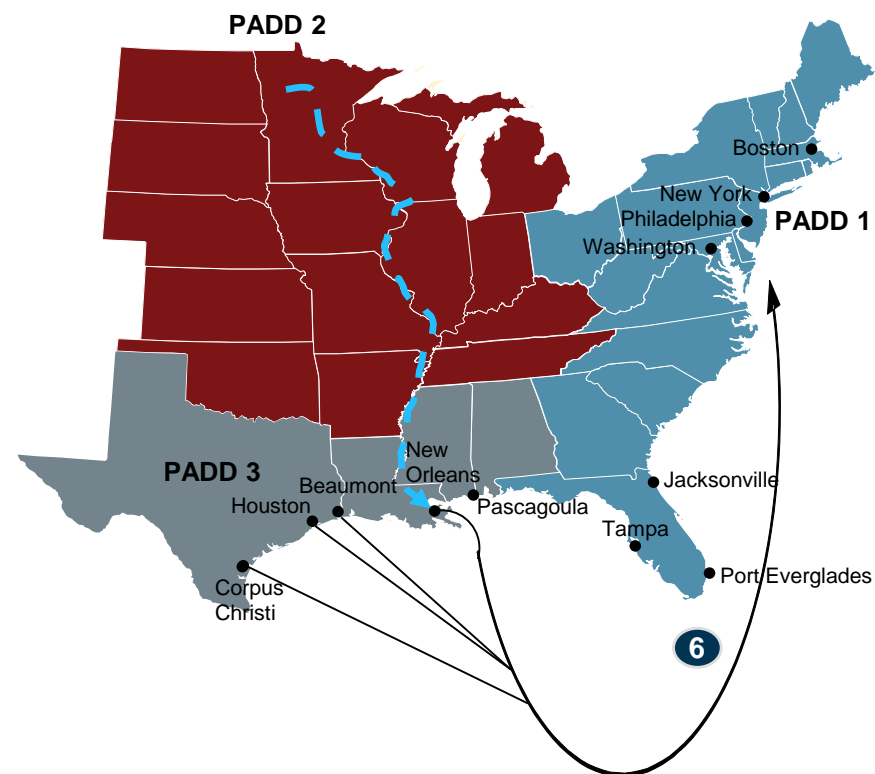 PADD 2
Boston
New York
Philadelphia
PADD 1
Washington
New
Orleans
PADD 3
Beaumont
Houston
Jacksonville
Pascagoula
Tampa
Port Everglades
Corpus
Christi
6